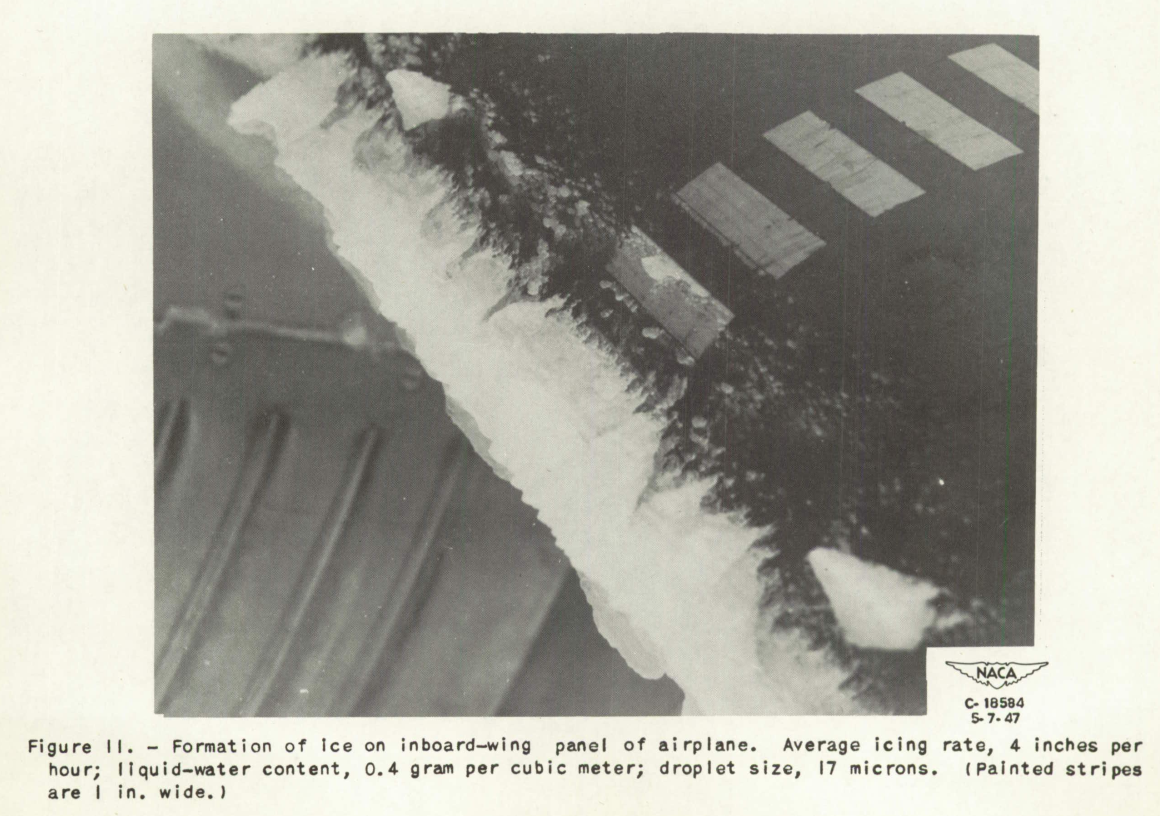 NACA
C-18584
5-7-47
Figure 11. - Formation of ice on inboard-wing panel of airplane. Average icing rate, 4 inches per
hour; liquid-water content, 0.4 gram per cubic meter; droplet size, 17 microns. (Painted stripes
are 1 in. wide.)